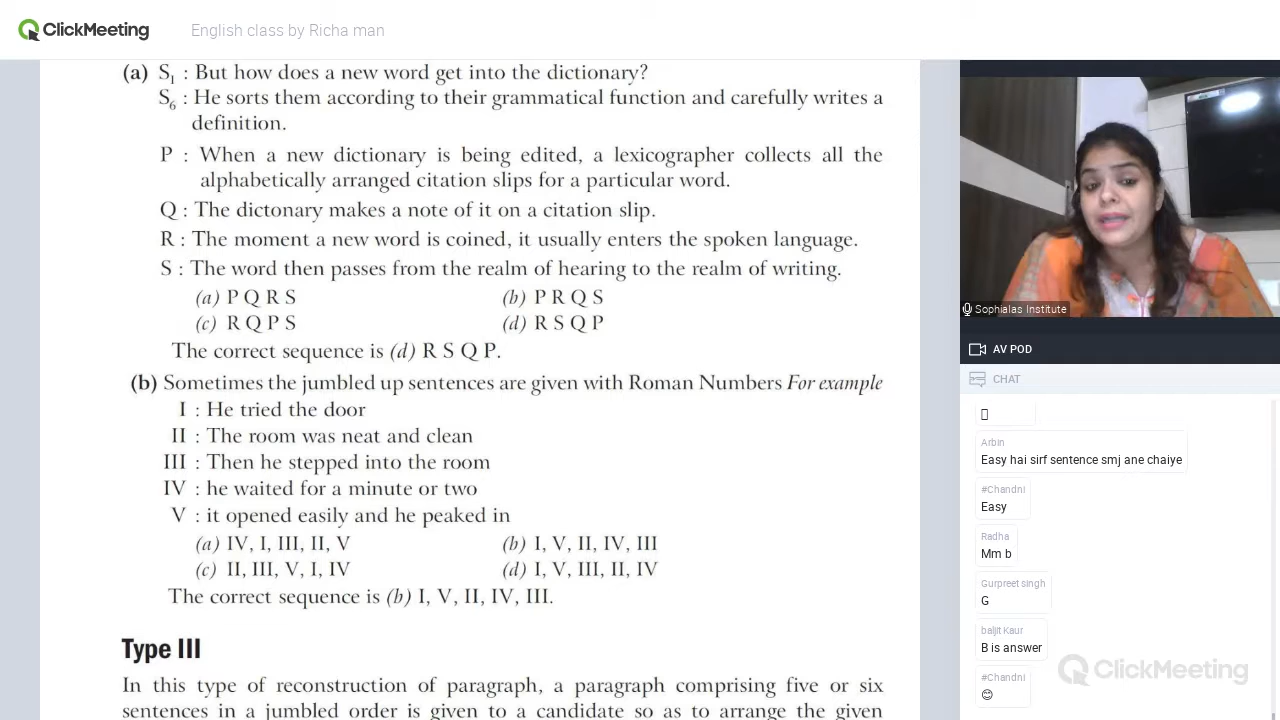 ClickMeeting
English class by Richa man
(a) S1 : But how does a new word get into the dictionary?
S6 : He sorts them according to their grammatical function and carefully writes a
definition.
P : When a new dictionary is being edited, a lexicographer collects all the
alphabetically arranged citation slips for a particular word.
Q : The dictonary makes a note of it on a citation slip.
R : The moment a new word is coined, it usually enters the spoken language.
S : The word then passes from the realm of hearing to the realm of writing.
(a) P Q R S (b) P R Q S
(c) R Q P S (d) R S Q P
The correct sequence is (d) R S Q P.
(b) Sometimes the jumbled up sentences are given with Roman Numbers For example
I : He tried the door
II : The room was neat and clean
III : Then he stepped into the room
IV : he waited for a minute or two
V : it opened easily and he peaked in
(a) IV, I, III, II, V (b) I, V, II, IV, III
(c) II, III, V, I, IV (d) I, V, III, II, IV
The correct sequence is (b) I, V, II, IV, III.
Type III
In this type of reconstruction of paragraph, a paragraph comprising five or six
sentences in a jumbled order is given to a candidate so as to arrange the given
Sophialas Institute
AV POD
CHAT
Arbin
Easy hai sirf sentence smj ane chaiye
#Chandni
Easy
Radha
Mm b
Gurpreet singh
G
baljit Kaur
B is answer
#Chandni
😊
ClickMeeting